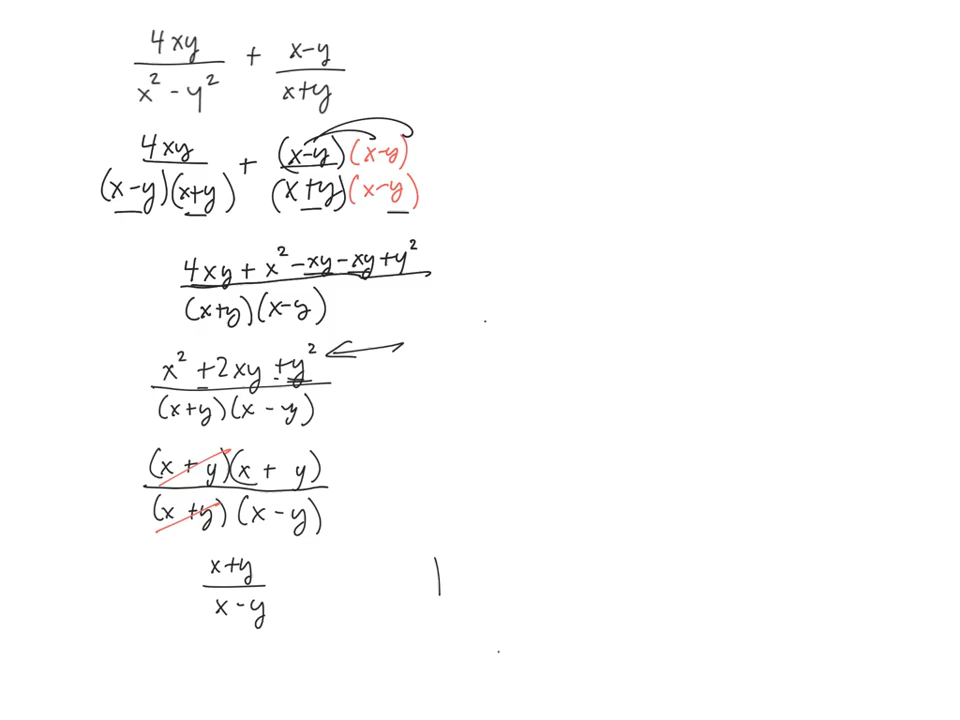 4xy / (x² - y²) + (x-y) / (x+y)
4xy / (x-y)(x+y) + (x-y)(x-y) / (x+y)(x-y)
4xy + x² - xy - xy + y² / (x+y)(x-y)
x² + 2xy + y² / (x+y)(x-y)
(x + y)(x + y) / (x+y)(x-y)
x+y / x-y